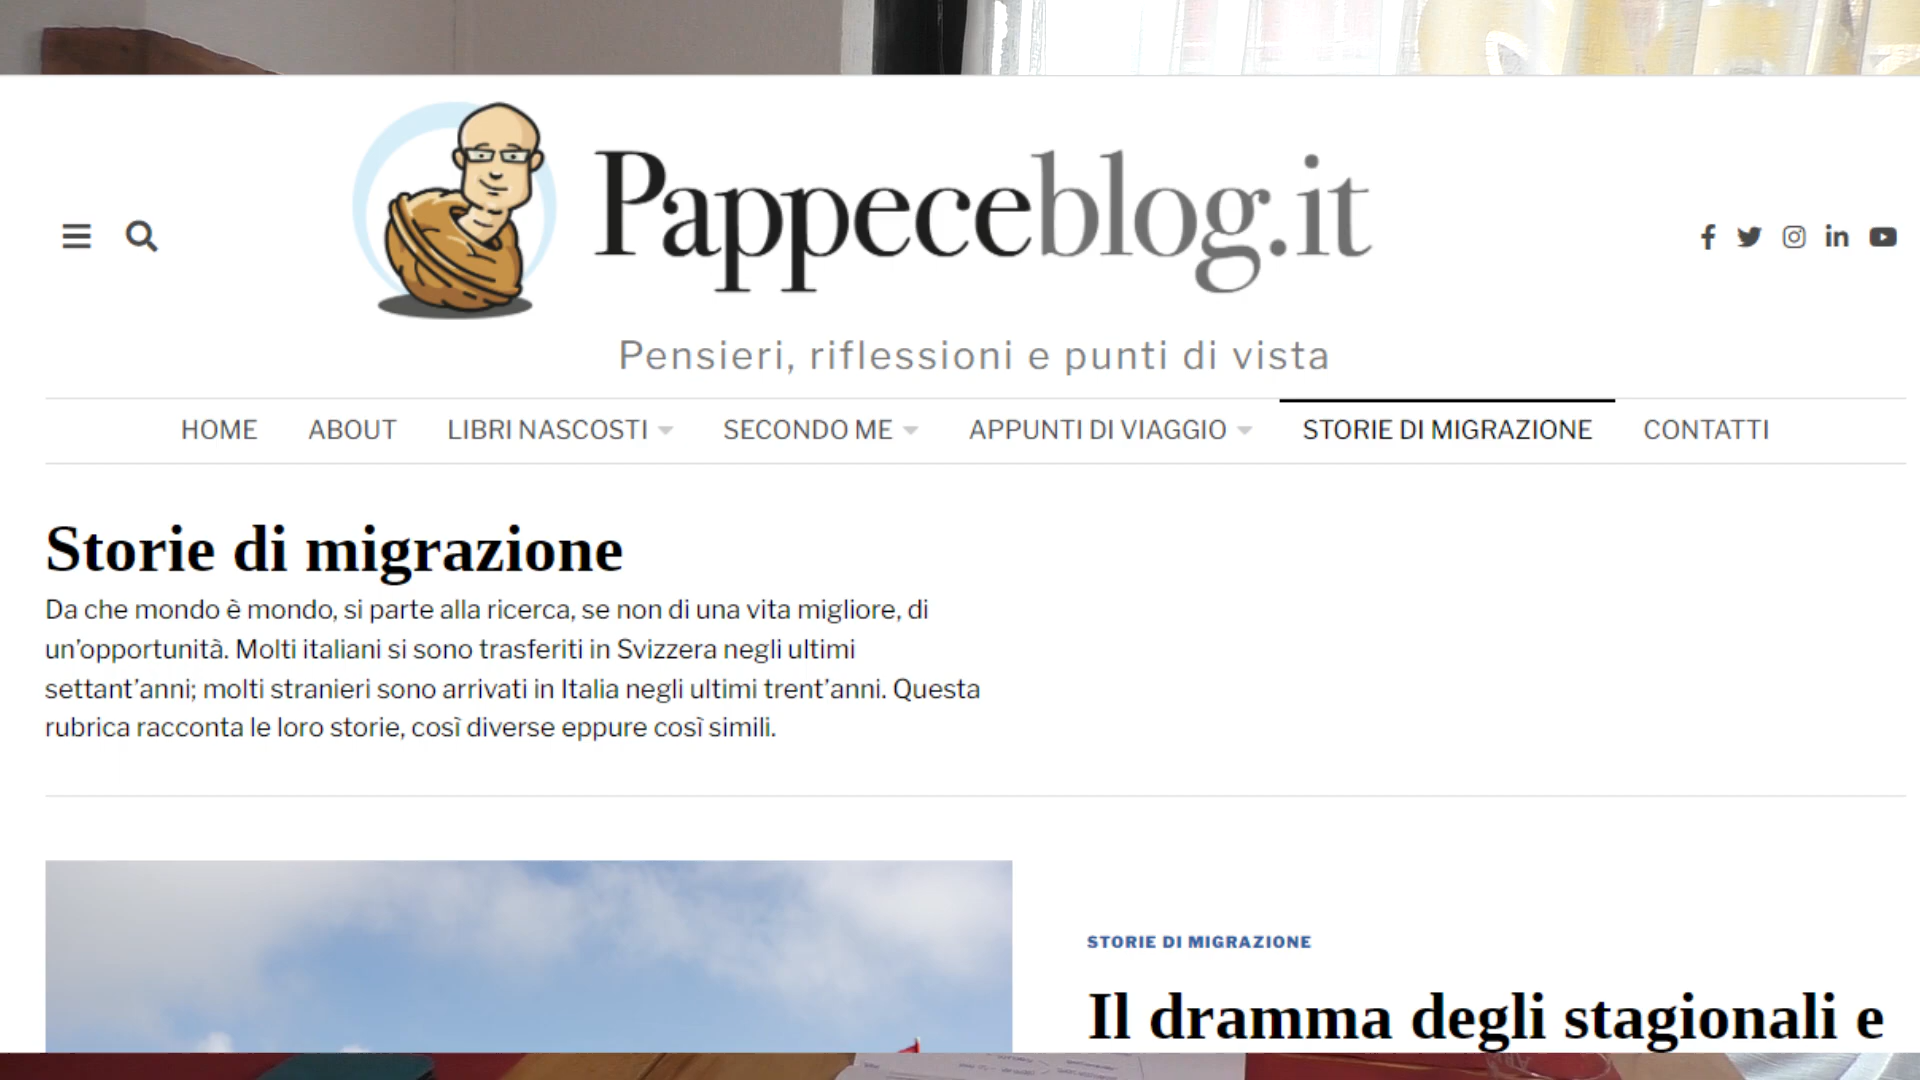 Pappeceblog.it
Pensieri, riflessioni e punti di vista
HOME ABOUT LIBRI NASCOSTI SECONDO ME APPUNTI DI VIAGGIO STORIE DI MIGRAZIONE CONTATTI
Storie di migrazione
Da che mondo è mondo, si parte alla ricerca, se non di una vita migliore, di
un’opportunità. Molti italiani si sono trasferiti in Svizzera negli ultimi
settant’anni; molti stranieri sono arrivati in Italia negli ultimi trent’anni. Questa
rubrica racconta le loro storie, così diverse eppure così simili.
STORIE DI MIGRAZIONE
Il dramma degli stagionali e